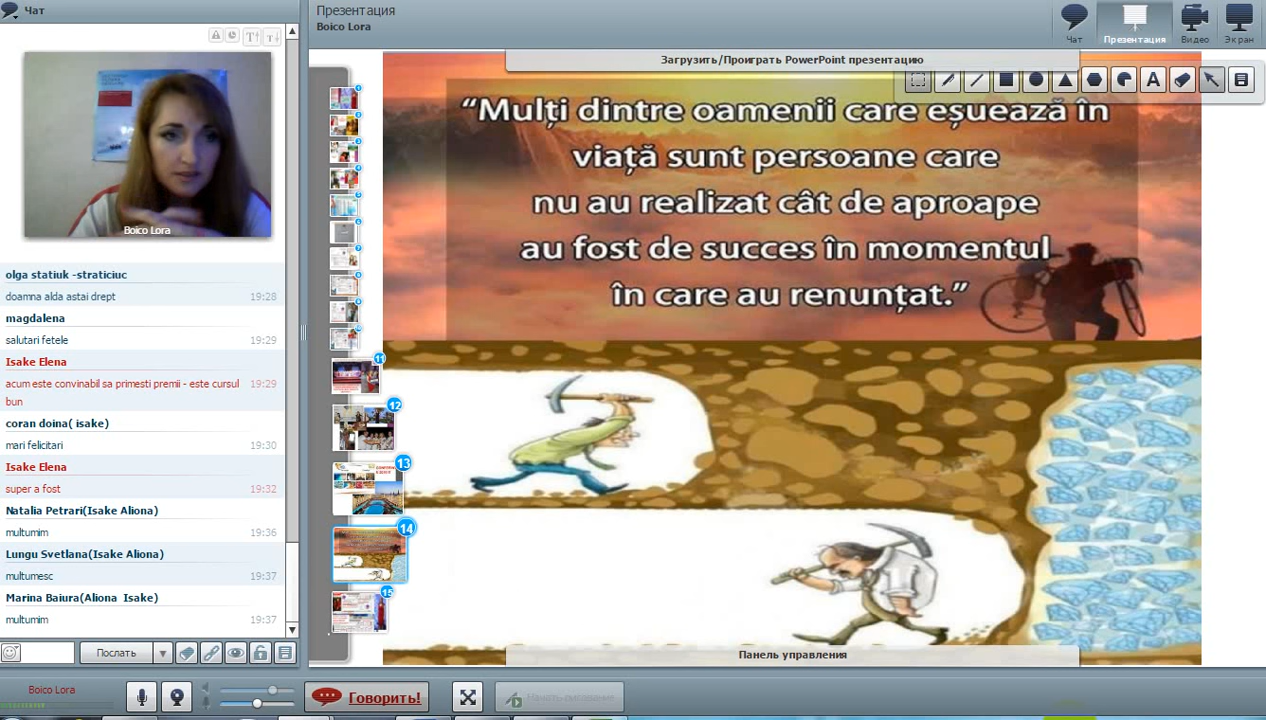 Чат
Boico Lora
olga statiuk -straticiuc
doamna alda astai drept 19:28
magdalena
salutari fetele 19:29
Isake Elena
acum este convinabil sa primesti premii - este cursul 19:29
bun
coran doina( isake)
mari felicitari 19:30
Isake Elena
super a fost 19:32
Natalia Petrari(Isake Aliona)
multumim 19:36
Lungu Svetlana(Isake Aliona)
multumesc 19:37
Marina Baiura(Aliona Isake)
multumim 19:37
Послать
Boico Lora
Говорить!
Начать рисование
Презентация
Boico Lora
Чат
Презентация
Видео
Экран
Загрузить/Проиграть PowerPoint презентацию
“Mulți dintre oamenii care eșuează în
viață sunt persoane care
nu au realizat cât de aproape
au fost de succes în momentul
în care au renunțat.”
11
12
13
14
15
Панель управления